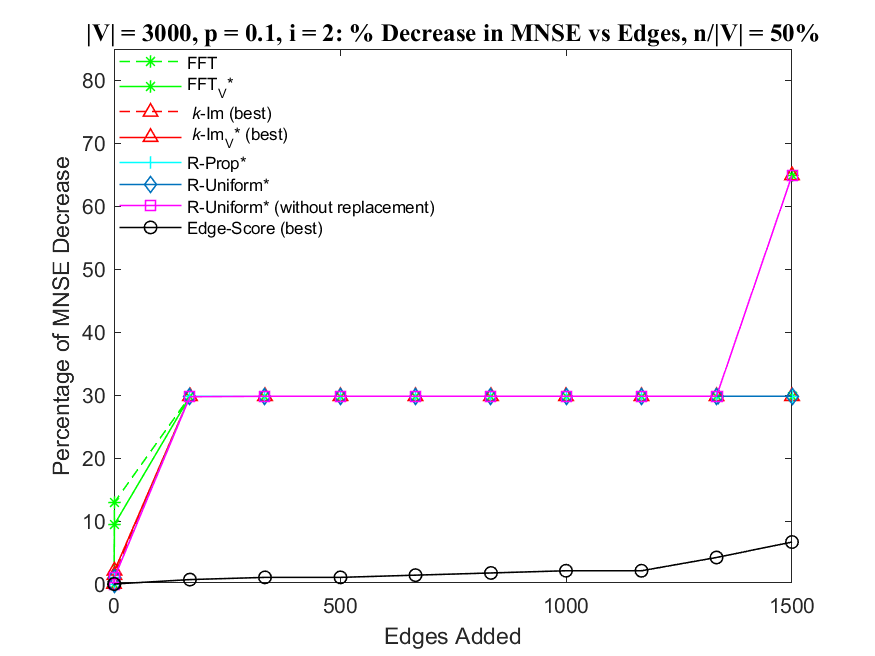 |V| = 3000, p = 0.1, i = 2: % Decrease in MNSE vs Edges, n/|V| = 50%
FFT
FFT_V*
k-Im (best)
k-Im_V* (best)
R-Prop*
R-Uniform*
R-Uniform* (without replacement)
Edge-Score (best)
Percentage of MNSE Decrease
80
70
60
50
40
30
20
10
0
0 500 1000 1500
Edges Added